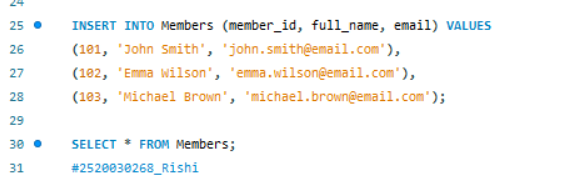 24
25 INSERT INTO Members (member_id, full_name, email) VALUES
26 (101, 'John Smith', 'john.smith@email.com'),
27 (102, 'Emma Wilson', 'emma.wilson@email.com'),
28 (103, 'Michael Brown', 'michael.brown@email.com');
29
30 SELECT * FROM Members;
31 #2520030268_Rishi